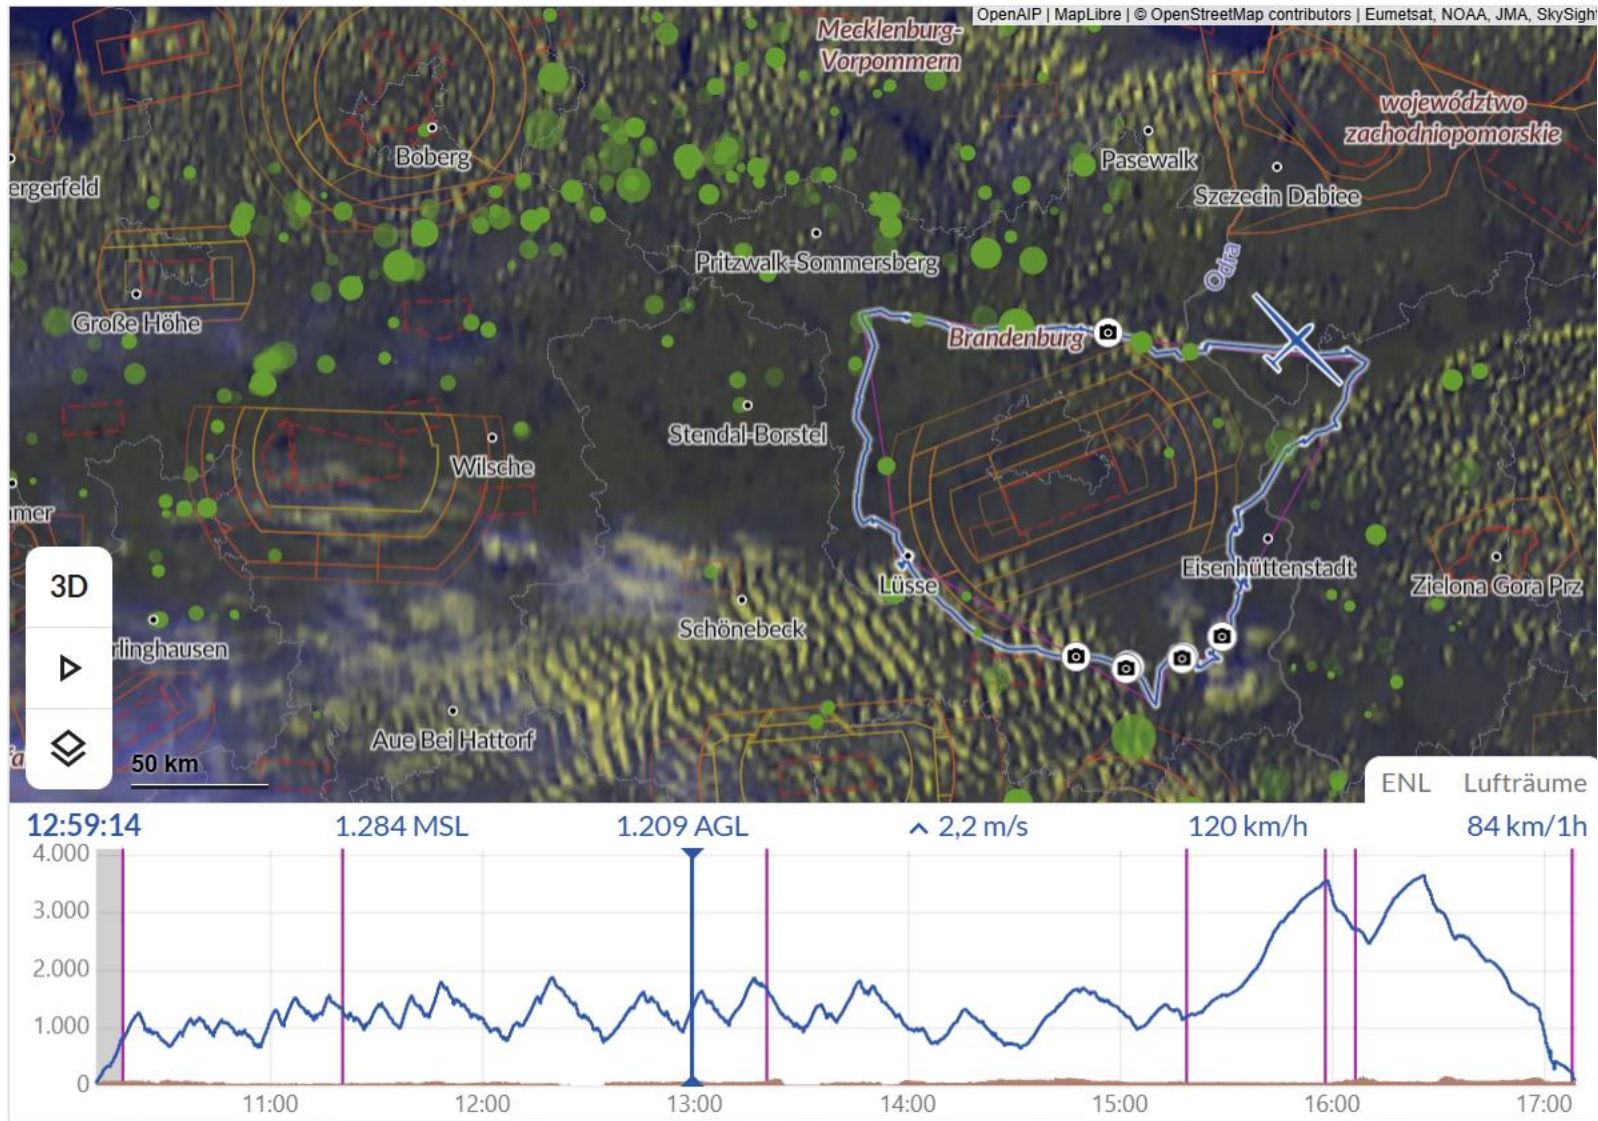 OpenAIP | MapLibre | © OpenStreetMap contributors | Eumetsat, NOAA, JMA, SkySight
Mecklenburg-
Vorpommern
województwo
zachodniopomorskie
Boberg
Pasewalk
ergerfeld
Szczecin Dabiee
Pritzwalk-Sommersberg
Odra
Große Höhe
Brandenburg
Stendal-Borstel
Wilsche
mer
Eisenhüttenstadt
Lüsse
Zielona Gora Prz
3D
Schönebeck
rlinghausen
Aue Bei Hattorf
fa
50 km
ENL Lufträume
12:59:14 1.284 MSL 1.209 AGL 2,2 m/s 120 km/h 84 km/1h
4.000
3.000
2.000
1.000
0
11:00 12:00 13:00 14:00 15:00 16:00 17:00